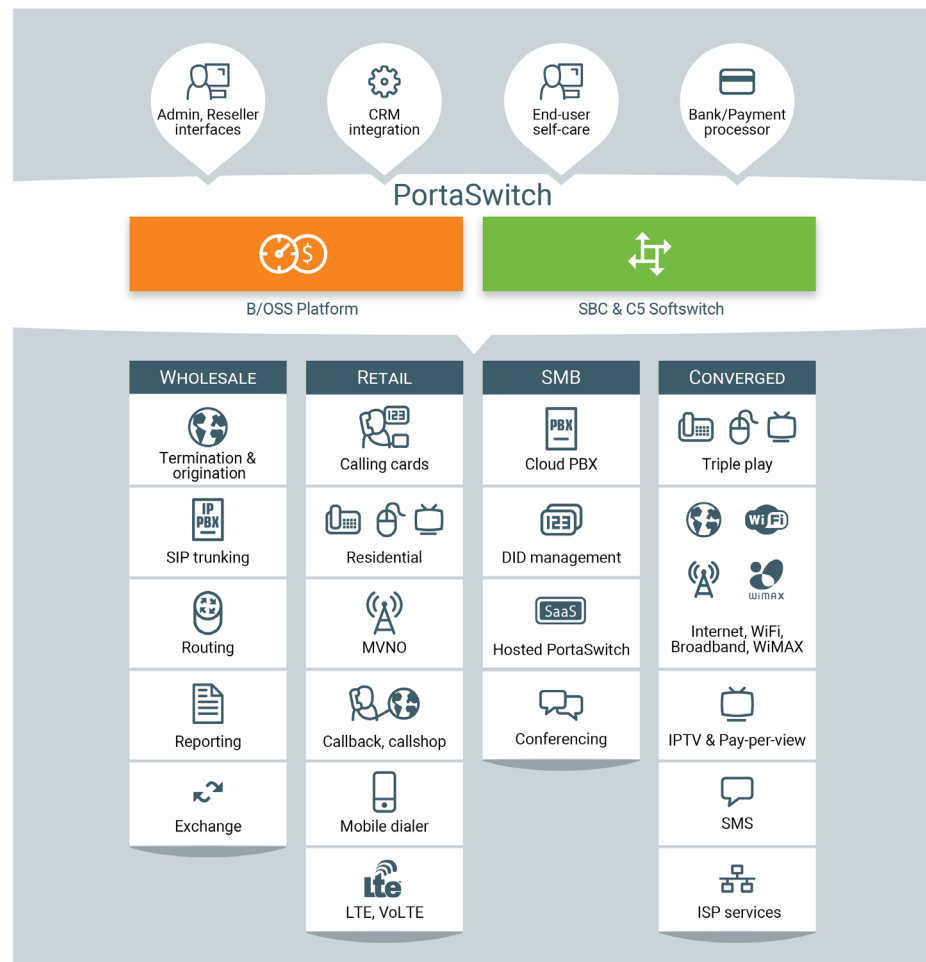 Admin, Reseller
interfaces
CRM
integration
End-user
self-care
Bank/Payment
processor
PortaSwitch
$
B/OSS Platform
SBC & C5 Softswitch
WHOLESALE
Termination &
origination
IP
PBX
SIP trunking
Routing
Reporting
Exchange
RETAIL
123
Calling cards
Residential
MVNO
Callback, callshop
Mobile dialer
Lte
LTE, VoLTE
SMB
PBX
Cloud PBX
123
DID management
SaaS
Hosted PortaSwitch
Conferencing
CONVERGED
Triple play
WiFi
WiMAX
Internet, WiFi,
Broadband, WiMAX
IPTV & Pay-per-view
SMS
ISP services